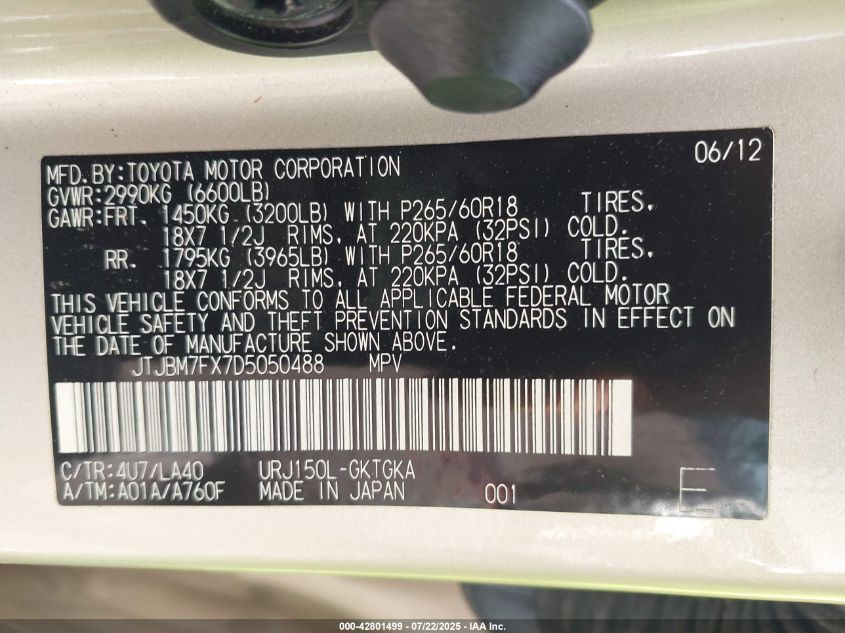 06/12
MFD.BY:TOYOTA MOTOR CORPORATION
GVWR:2990KG (6600LB)
GAWR:FRT. 1450KG (3200LB) WITH P265/60R18 TIRES,
18X7 1/2J RIMS, AT 220KPA (32PSI) COLD.
RR. 1795KG (3965LB) WITH P265/60R18 TIRES,
18X7 1/2J RIMS, AT 220KPA (32PSI) COLD.
THIS VEHICLE CONFORMS TO ALL APPLICABLE FEDERAL MOTOR
VEHICLE SAFETY AND THEFT PREVENTION STANDARDS IN EFFECT ON
THE DATE OF MANUFACTURE SHOWN ABOVE.
JTJBM7FX7D5050488 MPV
C/TR:4U7/LA40 URJ150L-GKTGKA
A/TM:A01A/A760F MADE IN JAPAN 001 E
000-42801499 - 07/22/2025 - IAA Inc.